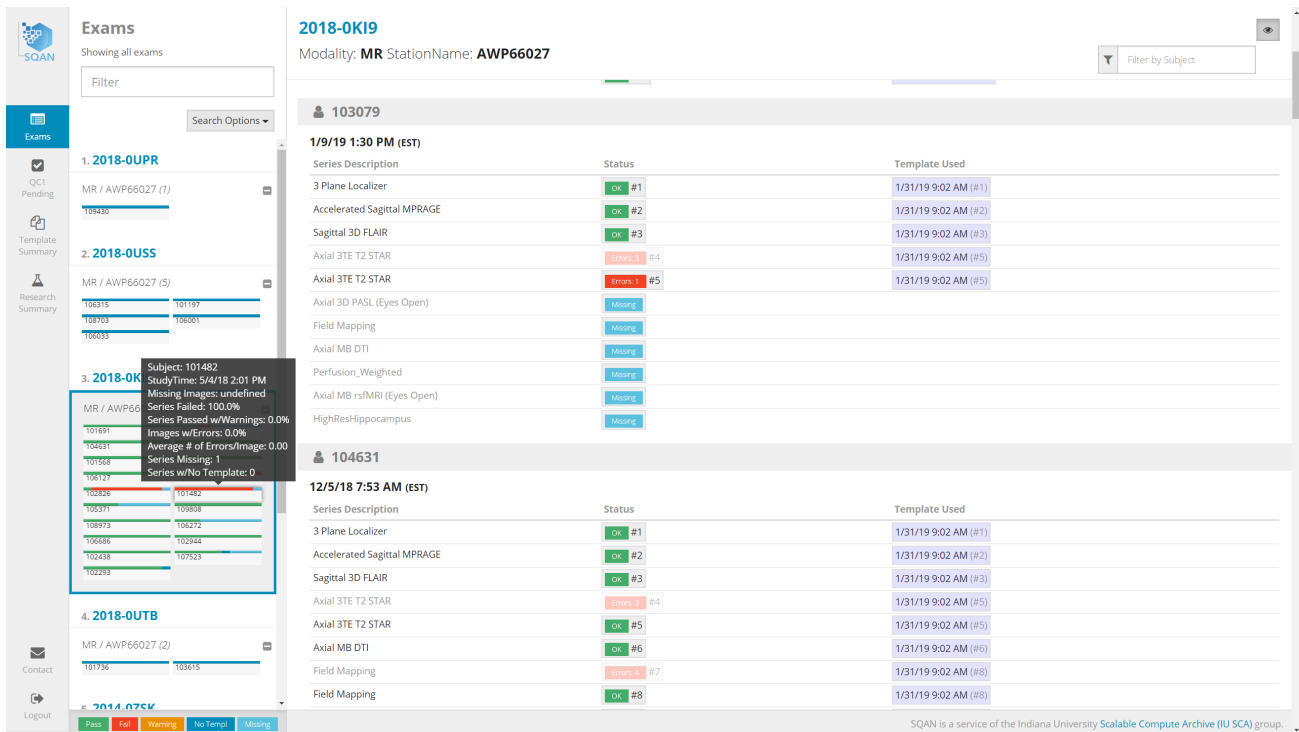 SQAN
Exams
QC1
Pending
Template
Summary
Research
Summary
Contact
Logout
Exams
Showing all exams
Filter
Search Options
1. 2018-0UPR
MR / AWP66027 (1)
109430
2. 2018-0USS
MR / AWP66027 (5)
106315 101197
108703 106001
106033
3. 2018-0K
MR / AWP66
101691
104631
101568
106127
102826 101482
105371 109808
108973 106272
106686 102944
102438 107523
102293
Subject: 101482
StudyTime: 5/4/18 2:01 PM
Missing Images: undefined
Series Failed: 100.0%
Series Passed w/Warnings: 0.0%
Images w/Errors: 0.0%
Average # of Errors/Image: 0.00
Series Missing: 1
Series w/No Template: 0
4. 2018-0UTB
MR / AWP66027 (2)
101736 103615
5. 2014-07SK
Pass Fail Warning No Templ Missing
2018-0KI9
Modality: MR StationName: AWP66027
Filter by Subject
103079
1/9/19 1:30 PM (EST)
Series Description Status Template Used
3 Plane Localizer OK #1 1/31/19 9:02 AM (#1)
Accelerated Sagittal MPRAGE OK #2 1/31/19 9:02 AM (#2)
Sagittal 3D FLAIR OK #3 1/31/19 9:02 AM (#3)
Axial 3TE T2 STAR Errors: 3 #4 1/31/19 9:02 AM (#5)
Axial 3TE T2 STAR Errors: 1 #5 1/31/19 9:02 AM (#5)
Axial 3D PASL (Eyes Open) Missing
Field Mapping Missing
Axial MB DTI Missing
Perfusion_Weighted Missing
Axial MB rsfMRI (Eyes Open) Missing
HighResHippocampus Missing
104631
12/5/18 7:53 AM (EST)
Series Description Status Template Used
3 Plane Localizer OK #1 1/31/19 9:02 AM (#1)
Accelerated Sagittal MPRAGE OK #2 1/31/19 9:02 AM (#2)
Sagittal 3D FLAIR OK #3 1/31/19 9:02 AM (#3)
Axial 3TE T2 STAR Errors: 3 #4 1/31/19 9:02 AM (#5)
Axial 3TE T2 STAR OK #5 1/31/19 9:02 AM (#5)
Axial MB DTI OK #6 1/31/19 9:02 AM (#6)
Field Mapping Errors: 4 #7 1/31/19 9:02 AM (#8)
Field Mapping OK #8 1/31/19 9:02 AM (#8)
SQAN is a service of the Indiana University Scalable Compute Archive (IU SCA) group.